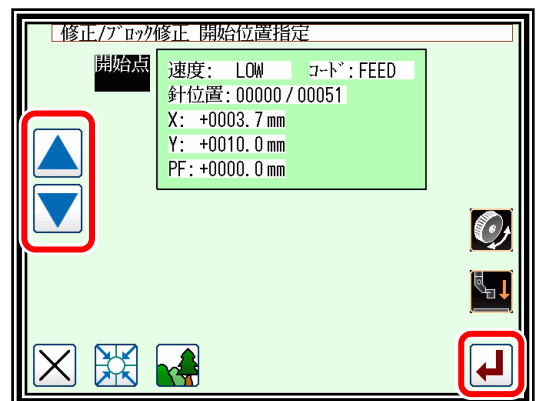 修正/ﾌﾞﾛｯｸ修正 開始位置指定
開始点
速度: LOW ｺｰﾄﾞ: FEED
針位置: 00000 / 00051
X: +0003.7 mm
Y: +0010.0 mm
PF: +0000.0 mm